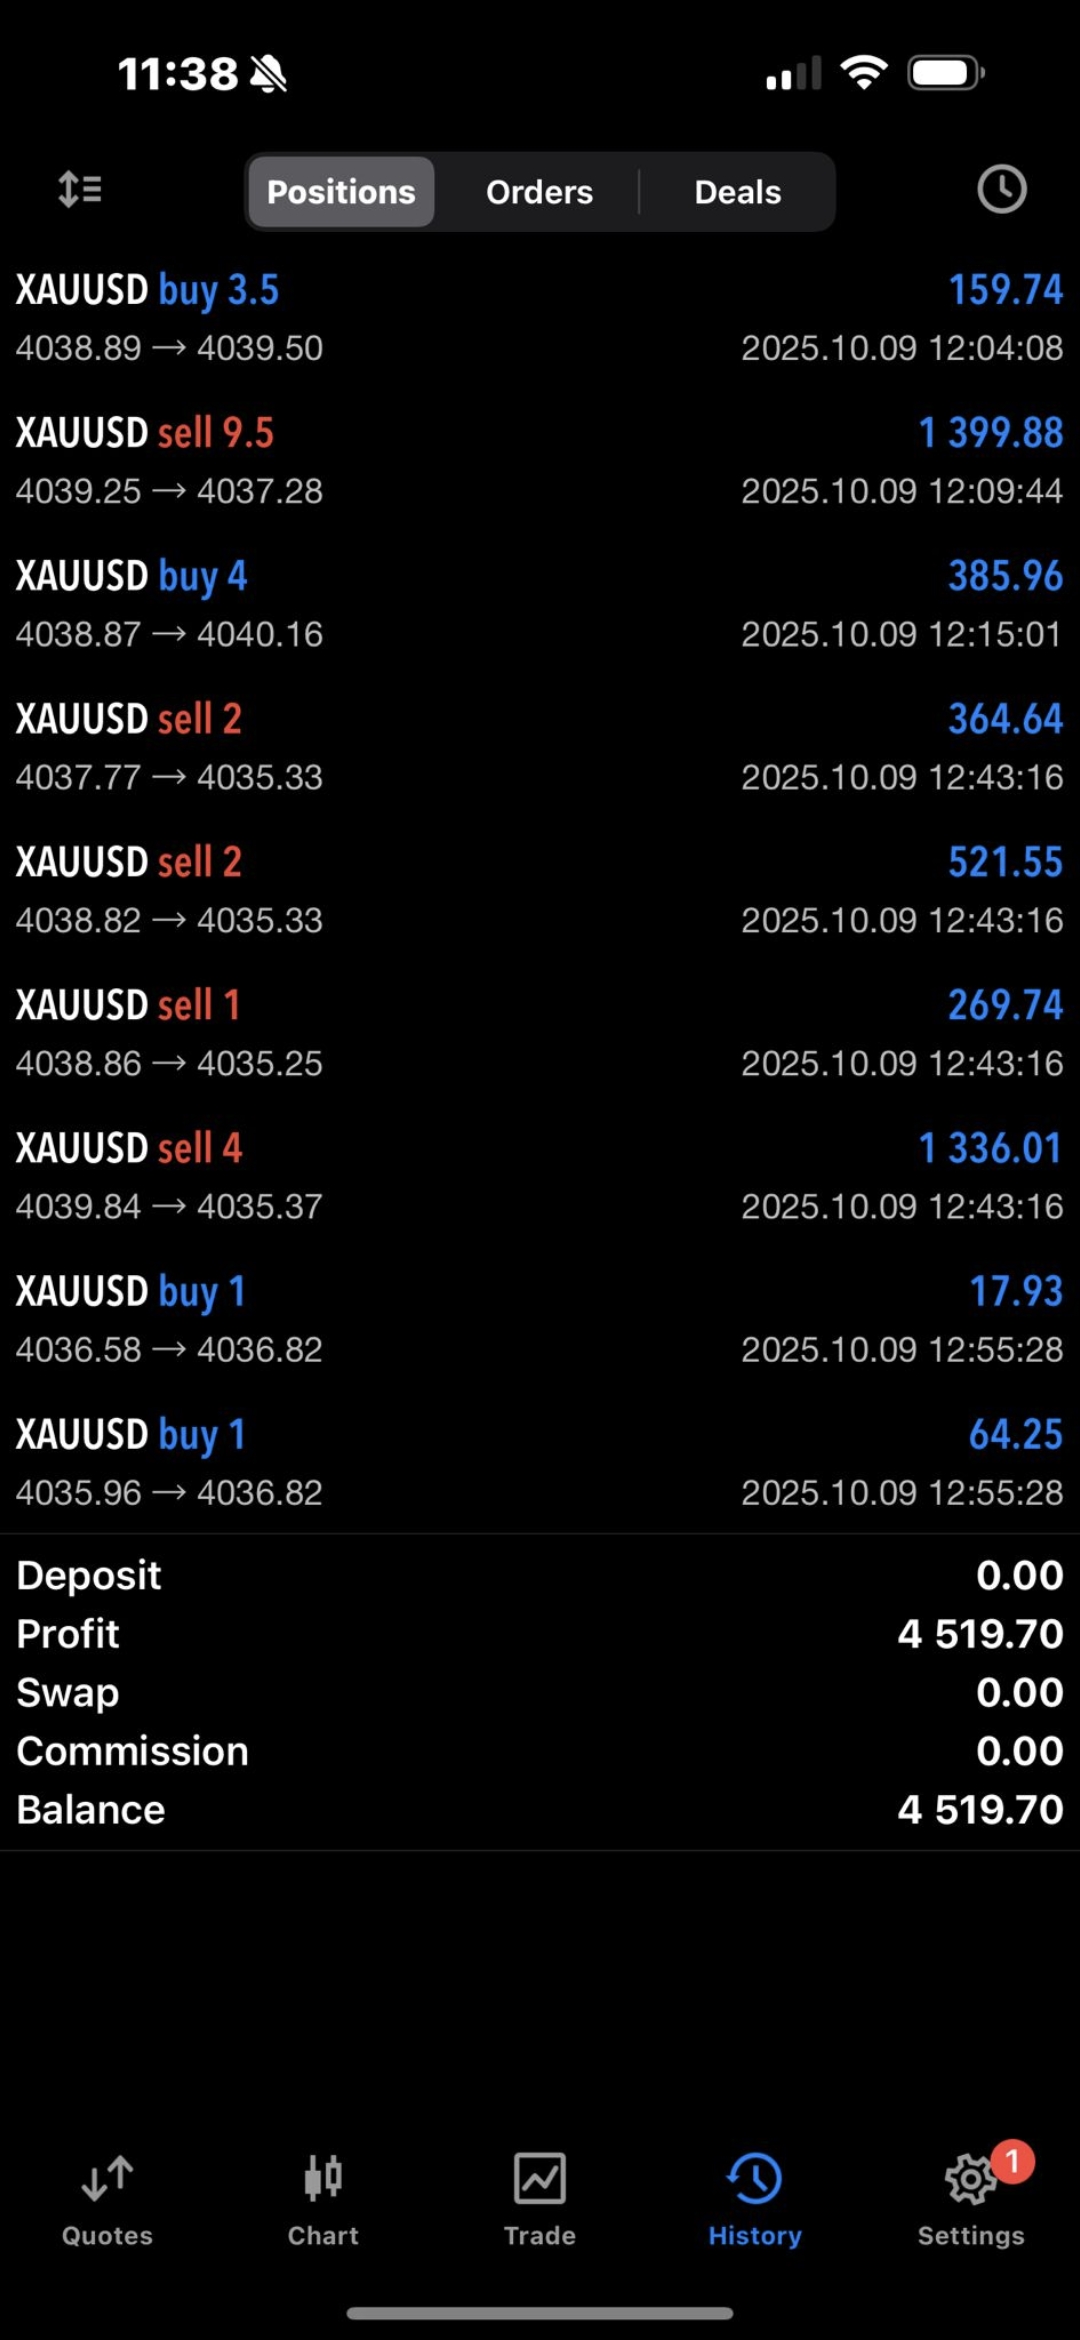 11:38
Positions Orders Deals
XAUUSD buy 3.5 159.74
4038.89 → 4039.50 2025.10.09 12:04:08
XAUUSD sell 9.5 1 399.88
4039.25 → 4037.28 2025.10.09 12:09:44
XAUUSD buy 4 385.96
4038.87 → 4040.16 2025.10.09 12:15:01
XAUUSD sell 2 364.64
4037.77 → 4035.33 2025.10.09 12:43:16
XAUUSD sell 2 521.55
4038.82 → 4035.33 2025.10.09 12:43:16
XAUUSD sell 1 269.74
4038.86 → 4035.25 2025.10.09 12:43:16
XAUUSD sell 4 1 336.01
4039.84 → 4035.37 2025.10.09 12:43:16
XAUUSD buy 1 17.93
4036.58 → 4036.82 2025.10.09 12:55:28
XAUUSD buy 1 64.25
4035.96 → 4036.82 2025.10.09 12:55:28
Deposit 0.00
Profit 4 519.70
Swap 0.00
Commission 0.00
Balance 4 519.70
1
Quotes Chart Trade History Settings